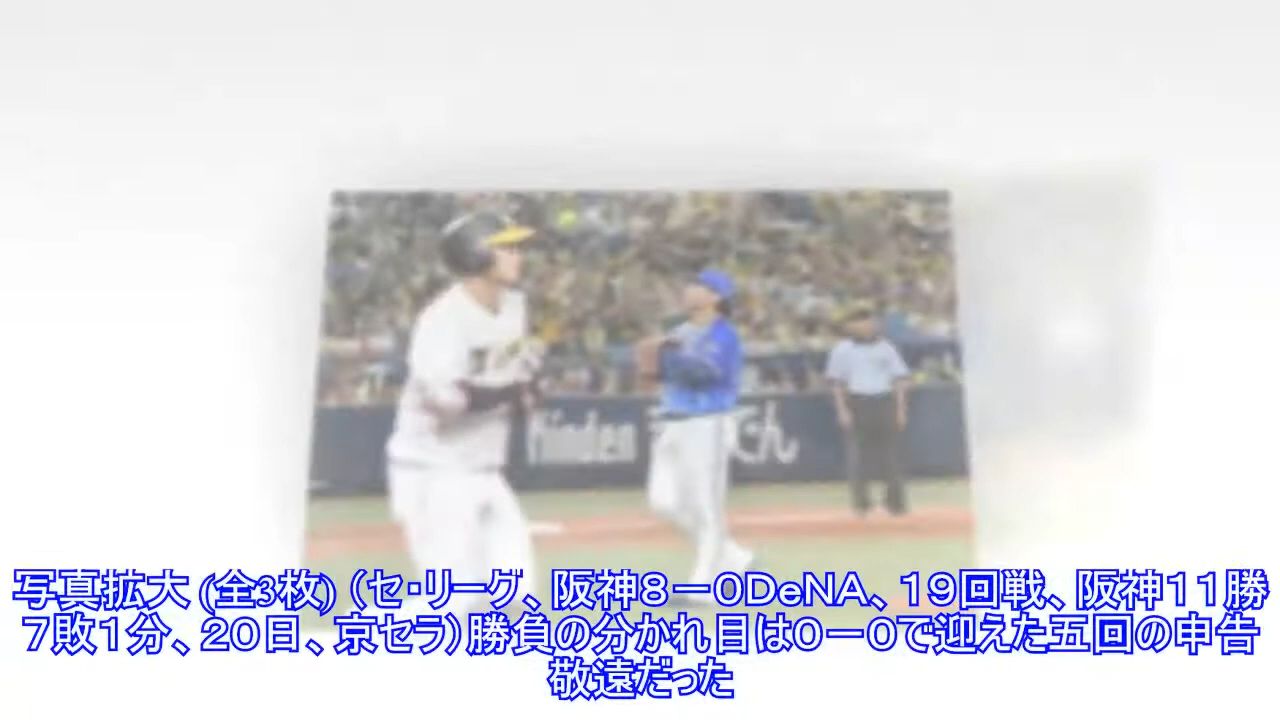 hinden
でん
写真拡大 (全3枚) （セ・リーグ、阪神８－０DeNA、１９回戦、阪神１１勝
７敗１分、２０日、京セラ）勝負の分かれ目は０－０で迎えた五回の申告
敬遠だった